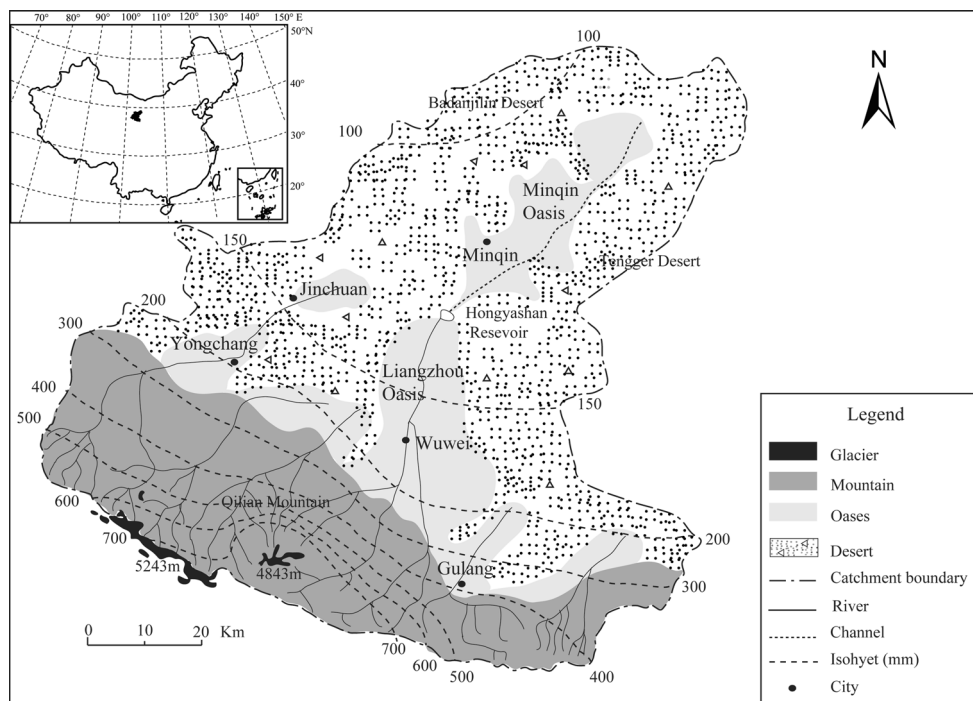 70° 80° 90° 100° 110° 120° 130° 140° 150° E
50°N
40°
30°
20°
N
100
Badanjilin Desert
100
Minqin
Oasis
150
Minqin
Tengger Desert
Jinchuan
200
Hongyashan
Resevoir
300
Yongchang
Liangzhou
Oasis
400
150
500
Wuwei
600
Qilian Mountain
700
200
5243m
4843m
Gulang
300
0 10 20 Km
700
600
500
400
Legend
Glacier
Mountain
Oases
Desert
Catchment boundary
River
Channel
Isohyet (mm)
City